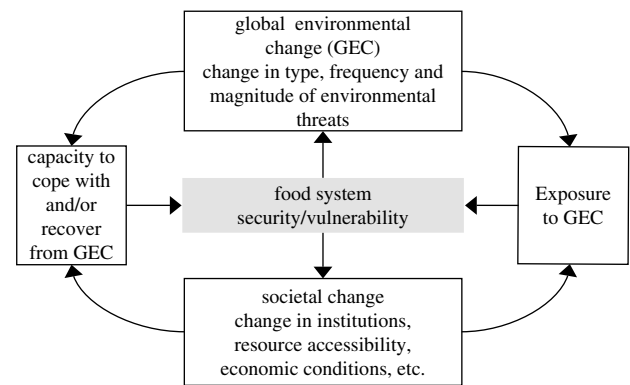 global environmental
change (GEC)
change in type, frequency and
magnitude of environmental
threats
capacity to
cope with
and/or
recover
from GEC
food system
security/vulnerability
Exposure
to GEC
societal change
change in institutions,
resource accessibility,
economic conditions, etc.